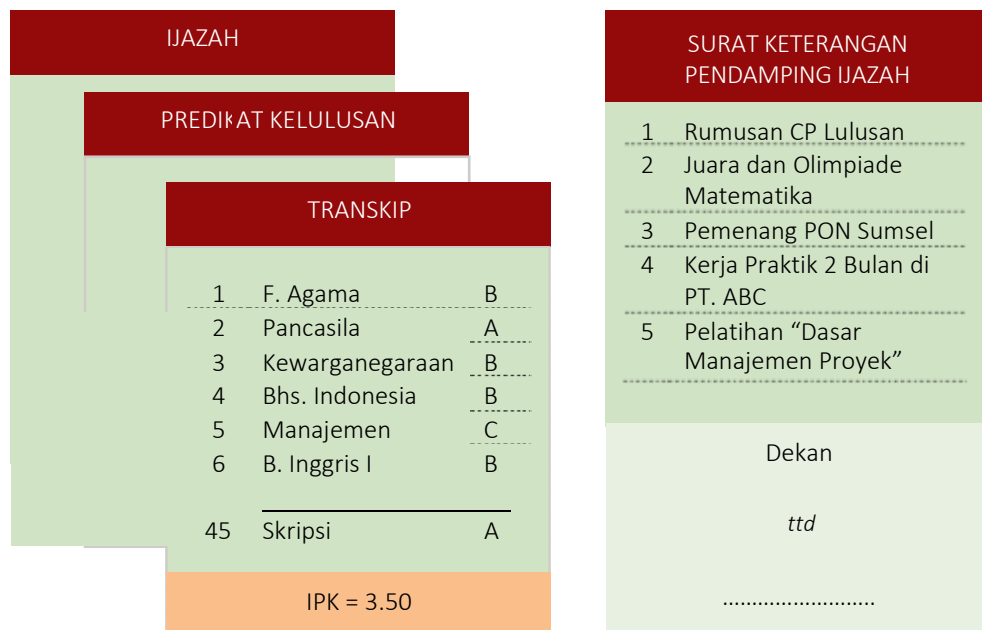 IJAZAH
PREDIKAT KELULUSAN
TRANSKIP
1 F. Agama B
2 Pancasila A
3 Kewarganegaraan B
4 Bhs. Indonesia B
5 Manajemen C
6 B. Inggris I B
45 Skripsi A
IPK = 3.50
SURAT KETERANGAN
PENDAMPING IJAZAH
1 Rumusan CP Lulusan
2 Juara dan Olimpiade
Matematika
3 Pemenang PON Sumsel
4 Kerja Praktik 2 Bulan di
PT. ABC
5 Pelatihan “Dasar
Manajemen Proyek”
Dekan
ttd
..........................